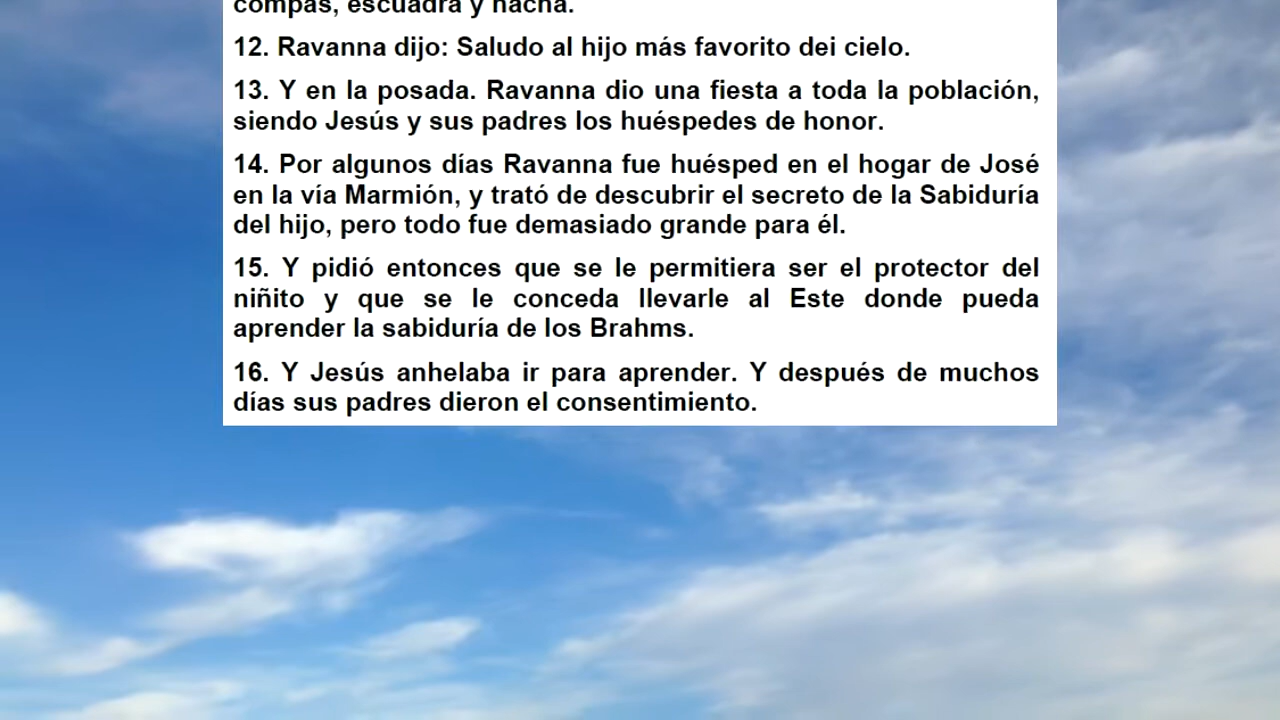 compás, escuadra y hacha.
12. Ravanna dijo: Saludo al hijo más favorito dei cielo.
13. Y en la posada. Ravanna dio una fiesta a toda la población,
siendo Jesús y sus padres los huéspedes de honor.
14. Por algunos días Ravanna fue huésped en el hogar de José
en la vía Marmión, y trató de descubrir el secreto de la Sabiduría
del hijo, pero todo fue demasiado grande para él.
15. Y pidió entonces que se le permitiera ser el protector del
niñito y que se le conceda llevarle al Este donde pueda
aprender la sabiduría de los Brahms.
16. Y Jesús anhelaba ir para aprender. Y después de muchos
días sus padres dieron el consentimiento.